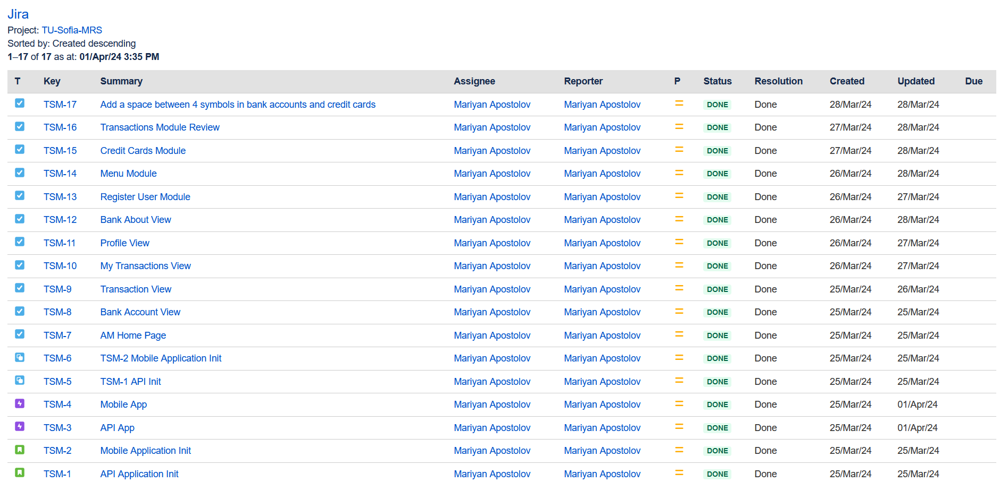 Jira
Project: TU-Sofia-MRS
Sorted by: Created descending
1–17 of 17 as at: 01/Apr/24 3:35 PM
T Key Summary Assignee Reporter P Status Resolution Created Updated Due
TSM-17 Add a space between 4 symbols in bank accounts and credit cards Mariyan Apostolov Mariyan Apostolov DONE Done 28/Mar/24 28/Mar/24
TSM-16 Transactions Module Review Mariyan Apostolov Mariyan Apostolov DONE Done 27/Mar/24 28/Mar/24
TSM-15 Credit Cards Module Mariyan Apostolov Mariyan Apostolov DONE Done 27/Mar/24 28/Mar/24
TSM-14 Menu Module Mariyan Apostolov Mariyan Apostolov DONE Done 26/Mar/24 28/Mar/24
TSM-13 Register User Module Mariyan Apostolov Mariyan Apostolov DONE Done 26/Mar/24 27/Mar/24
TSM-12 Bank About View Mariyan Apostolov Mariyan Apostolov DONE Done 26/Mar/24 28/Mar/24
TSM-11 Profile View Mariyan Apostolov Mariyan Apostolov DONE Done 26/Mar/24 27/Mar/24
TSM-10 My Transactions View Mariyan Apostolov Mariyan Apostolov DONE Done 26/Mar/24 27/Mar/24
TSM-9 Transaction View Mariyan Apostolov Mariyan Apostolov DONE Done 25/Mar/24 26/Mar/24
TSM-8 Bank Account View Mariyan Apostolov Mariyan Apostolov DONE Done 25/Mar/24 25/Mar/24
TSM-7 AM Home Page Mariyan Apostolov Mariyan Apostolov DONE Done 25/Mar/24 25/Mar/24
TSM-6 TSM-2 Mobile Application Init Mariyan Apostolov Mariyan Apostolov DONE Done 25/Mar/24 25/Mar/24
TSM-5 TSM-1 API Init Mariyan Apostolov Mariyan Apostolov DONE Done 25/Mar/24 25/Mar/24
TSM-4 Mobile App Mariyan Apostolov Mariyan Apostolov DONE Done 25/Mar/24 01/Apr/24
TSM-3 API App Mariyan Apostolov Mariyan Apostolov DONE Done 25/Mar/24 01/Apr/24
TSM-2 Mobile Application Init Mariyan Apostolov Mariyan Apostolov DONE Done 25/Mar/24 25/Mar/24
TSM-1 API Application Init Mariyan Apostolov Mariyan Apostolov DONE Done 25/Mar/24 25/Mar/24